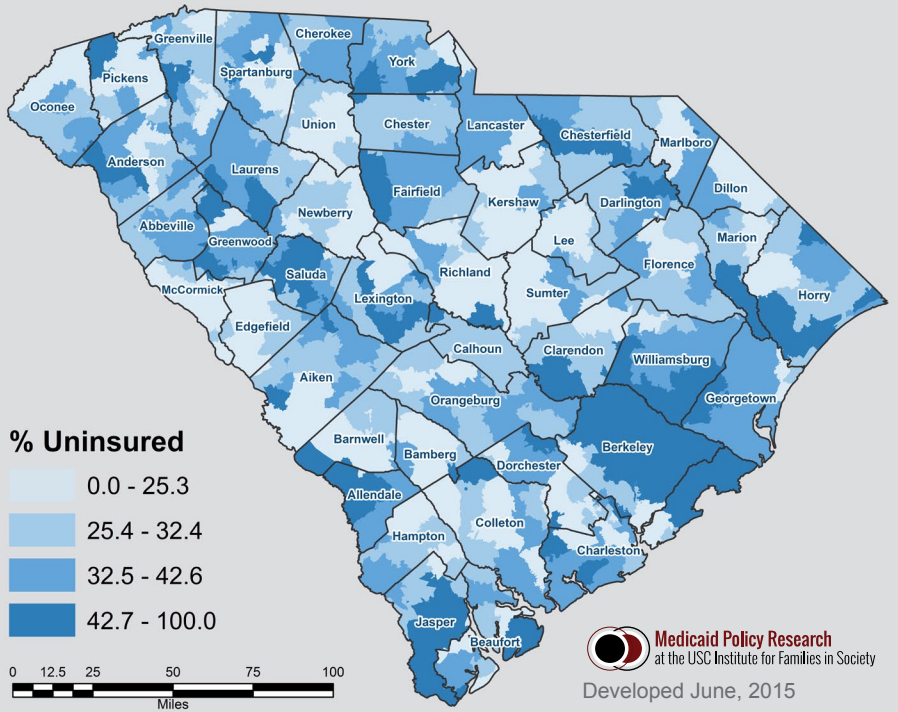 Greenville
Cherokee
York
Pickens
Spartanburg
Oconee
Union
Chester
Lancaster
Chesterfield
Marlboro
Anderson
Laurens
Dillon
Fairfield
Kershaw
Darlington
Newberry
Abbeville
Greenwood
Lee
Marion
Saluda
Richland
Florence
McCormick
Lexington
Sumter
Horry
Edgefield
Calhoun
Clarendon
Williamsburg
Aiken
Orangeburg
Georgetown
Barnwell
Bamberg
Berkeley
Dorchester
Allendale
Colleton
Hampton
Charleston
Jasper
Beaufort
% Uninsured
0.0 - 25.3
25.4 - 32.4
32.5 - 42.6
42.7 - 100.0
0 12.5 25 50 75 100
Miles
Medicaid Policy Research
at the USC Institute for Families in Society
Developed June, 2015